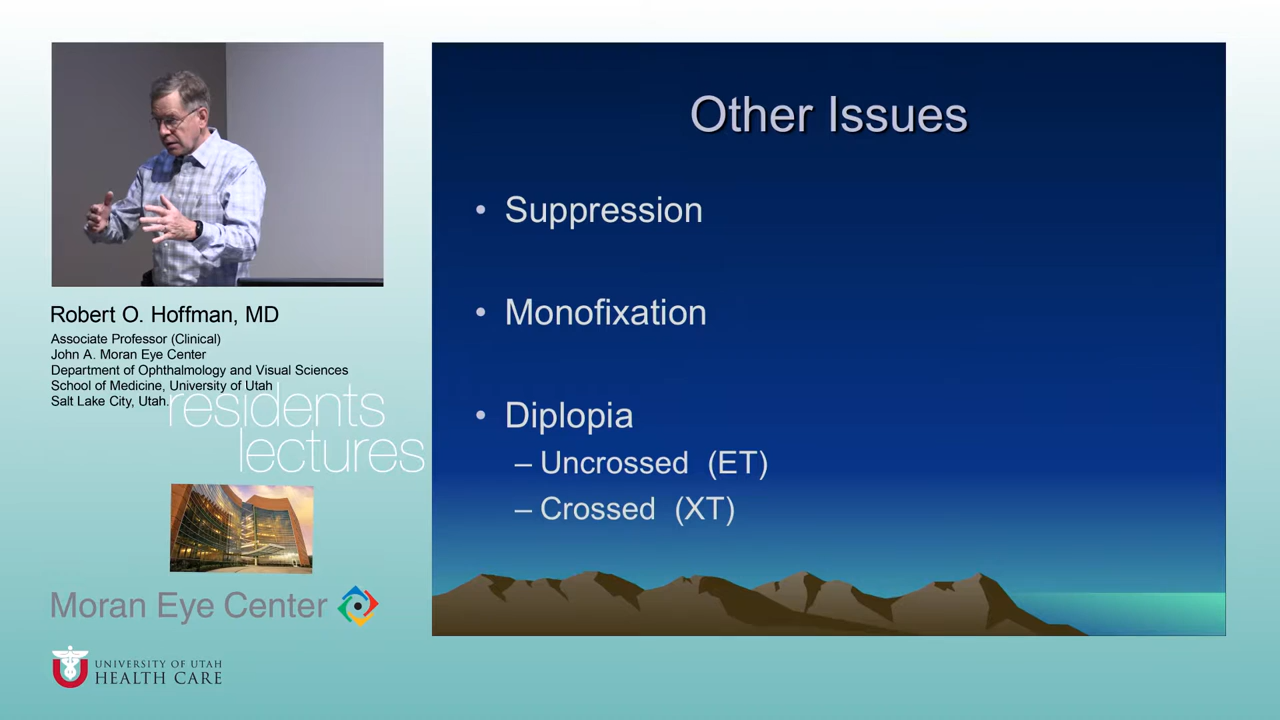 Other Issues
• Suppression
• Monofixation
• Diplopia
– Uncrossed (ET)
– Crossed (XT)
Robert O. Hoffman, MD
Associate Professor (Clinical)
John A. Moran Eye Center
Department of Ophthalmology and Visual Sciences
School of Medicine, University of Utah
Salt Lake City, Utah.
residents
lectures
Moran Eye Center
UNIVERSITY OF UTAH
HEALTH CARE